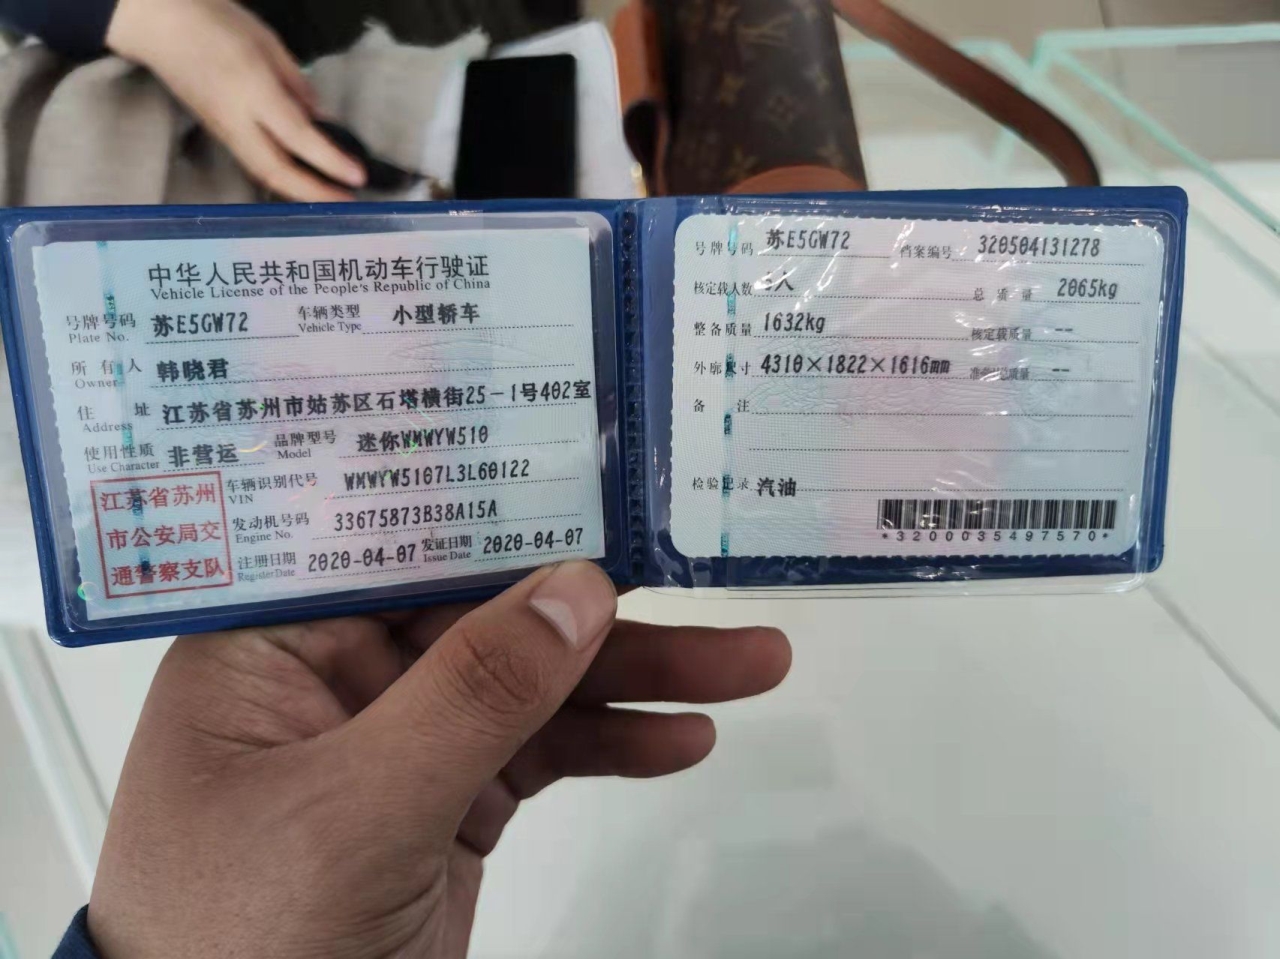 中华人民共和国机动车行驶证
Vehicle License of the People's Republic of China
号牌号码 苏E5GW72 车辆类型 小型轿车
Plate No. Vehicle Type
所有人 韩晓君
Owner
住址 江苏省苏州市姑苏区石塔横街25-1号402室
Address
使用性质 非营运 品牌型号 迷你WMWYW510
Use Character Model
江苏省苏州
市公安局交
通警察支队
车辆识别代号 WMWYW5107L3L60122
VIN
发动机号码 33675873B38A15A
Engine No.
注册日期 2020-04-07 发证日期 2020-04-07
Register Date Issue Date
号牌号码 苏E5GW72 档案编号 320504131278
核定载人数 人 总质量 2065kg
整备质量 1632kg 核定载质量 --
外廓尺寸 4310×1822×1616mm 准牵引总质量 --
备注
检验记录 汽油
*3200035497570*